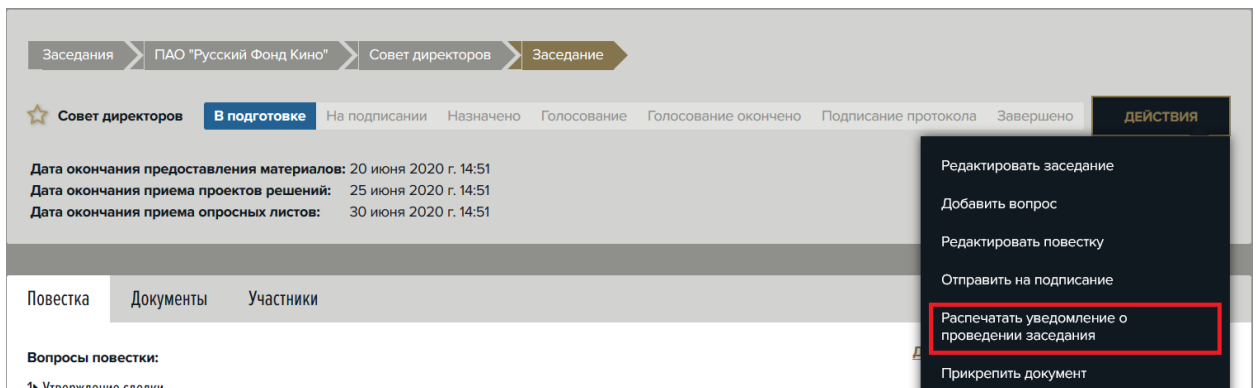 Заседания ПАО "Русский Фонд Кино" Совет директоров Заседание
Совет директоров В подготовке На подписании Назначено Голосование Голосование окончено Подписание протокола Завершено ДЕЙСТВИЯ
Дата окончания предоставления материалов: 20 июня 2020 г. 14:51
Дата окончания приема проектов решений: 25 июня 2020 г. 14:51
Дата окончания приема опросных листов: 30 июня 2020 г. 14:51
Редактировать заседание
Добавить вопрос
Редактировать повестку
Отправить на подписание
Распечатать уведомление о
проведении заседания
Прикрепить документ
Повестка Документы Участники
Вопросы повестки:
1. Утверждение сделки